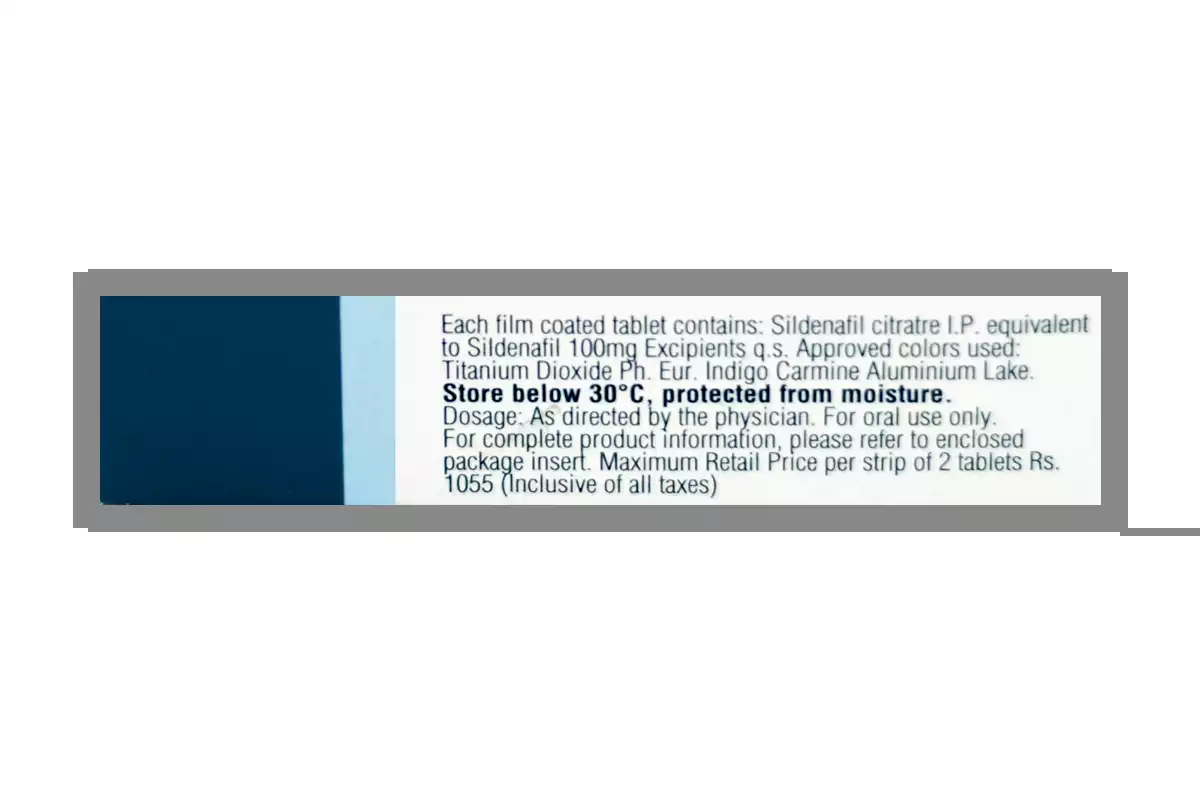 Each film coated tablet contains: Sildenafil citratre I.P. equivalent
to Sildenafil 100mg Excipients q.s. Approved colors used:
Titanium Dioxide Ph. Eur. Indigo Carmine Aluminium Lake.
Store below 30°C, protected from moisture.
Dosage: As directed by the physician. For oral use only.
For complete product information, please refer to enclosed
package insert. Maximum Retail Price per strip of 2 tablets Rs.
1055 (Inclusive of all taxes)